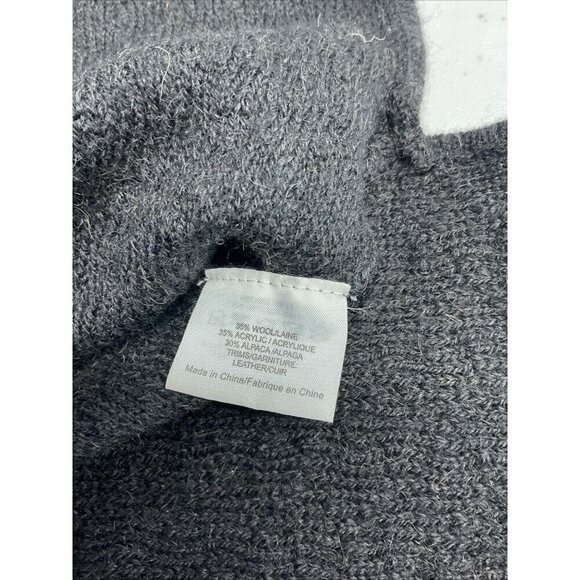 35% WOOL/LAINE
35% ACRYLIC / ACRYLIQUE
30% ALPACA /ALPAGA
TRIMS/GARNITURE.
LEATHER/CUIR
Made in China/Fabrique en Chine